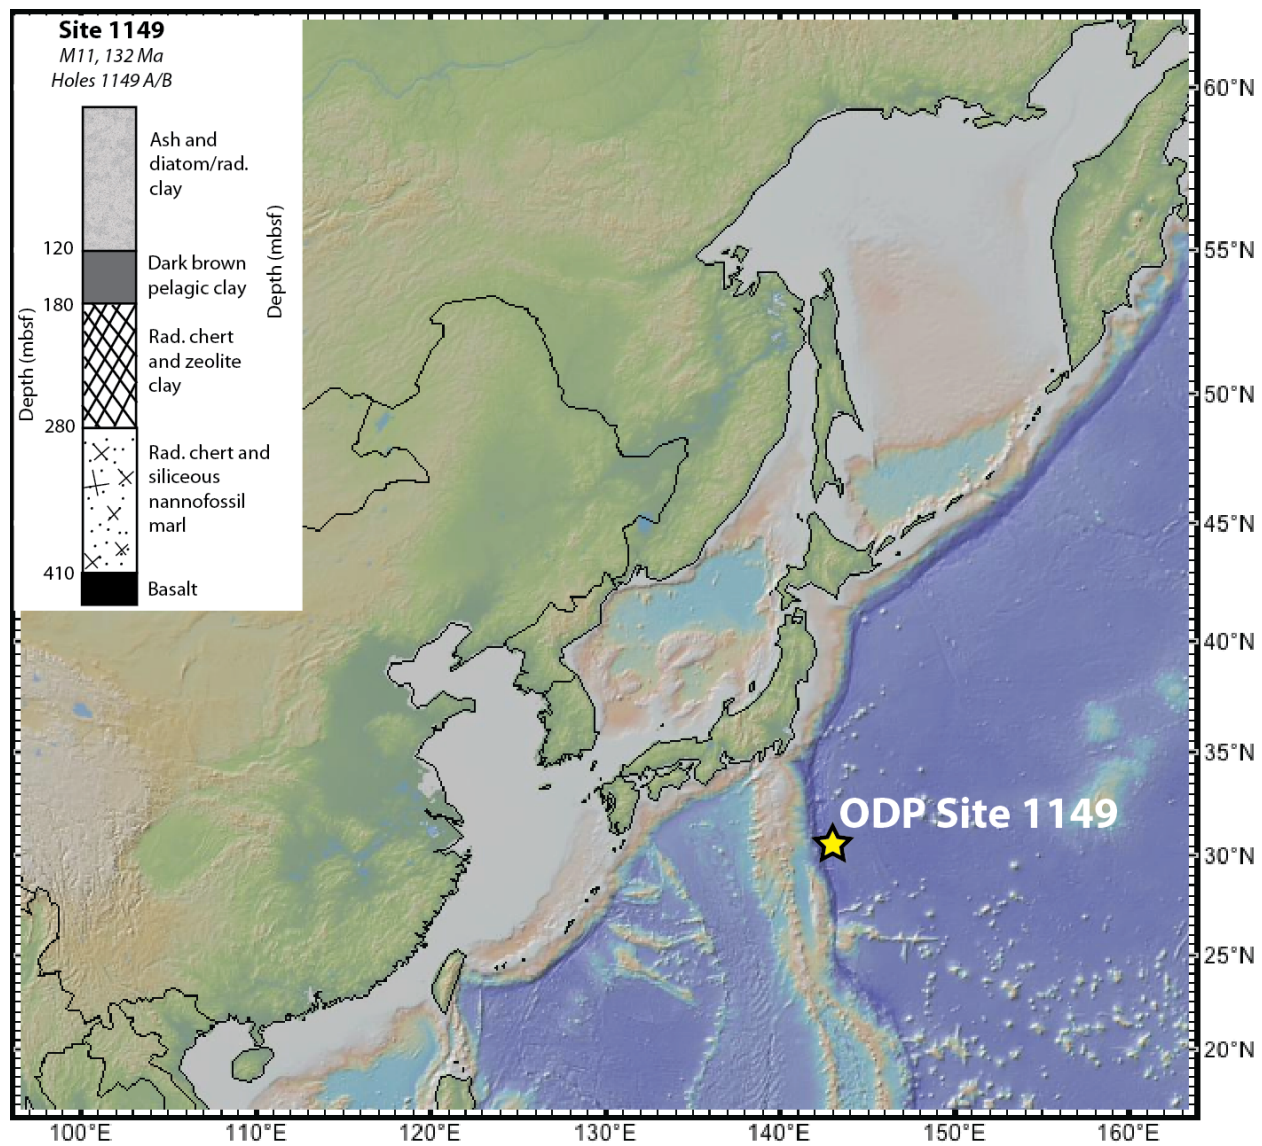 Site 1149
M11, 132 Ma
Holes 1149 A/B
Ash and
diatom/rad.
clay
Depth (mbsf)
120
Dark brown
pelagic clay
180
Rad. chert
and zeolite
clay
Depth (mbsf)
280
Rad. chert and
siliceous
nannofossil
marl
410
Basalt
ODP Site 1149
60°N
55°N
50°N
45°N
40°N
35°N
30°N
25°N
20°N
100°E
110°E
120°E
130°E
140°E
150°E
160°E